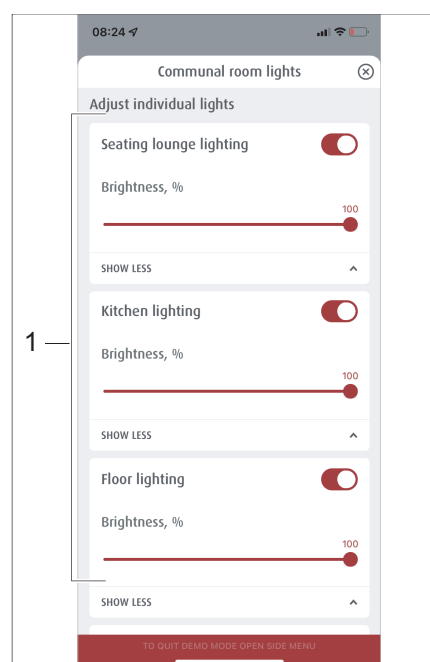 08:24
Communal room lights
Adjust individual lights
Seating lounge lighting
Brightness, %
100
SHOW LESS
1
Kitchen lighting
Brightness, %
100
SHOW LESS
Floor lighting
Brightness, %
100
SHOW LESS
TO QUIT DEMO MODE OPEN SIDE MENU